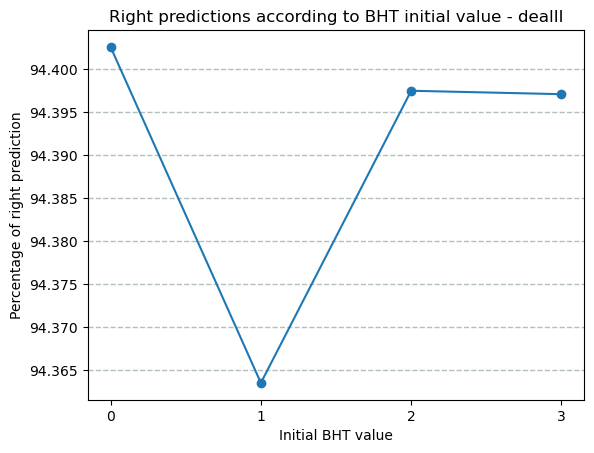 Right predictions according to BHT initial value - dealII
94.400
94.395
94.390
94.385
94.380
94.375
94.370
94.365
Percentage of right prediction
0 1 2 3
Initial BHT value